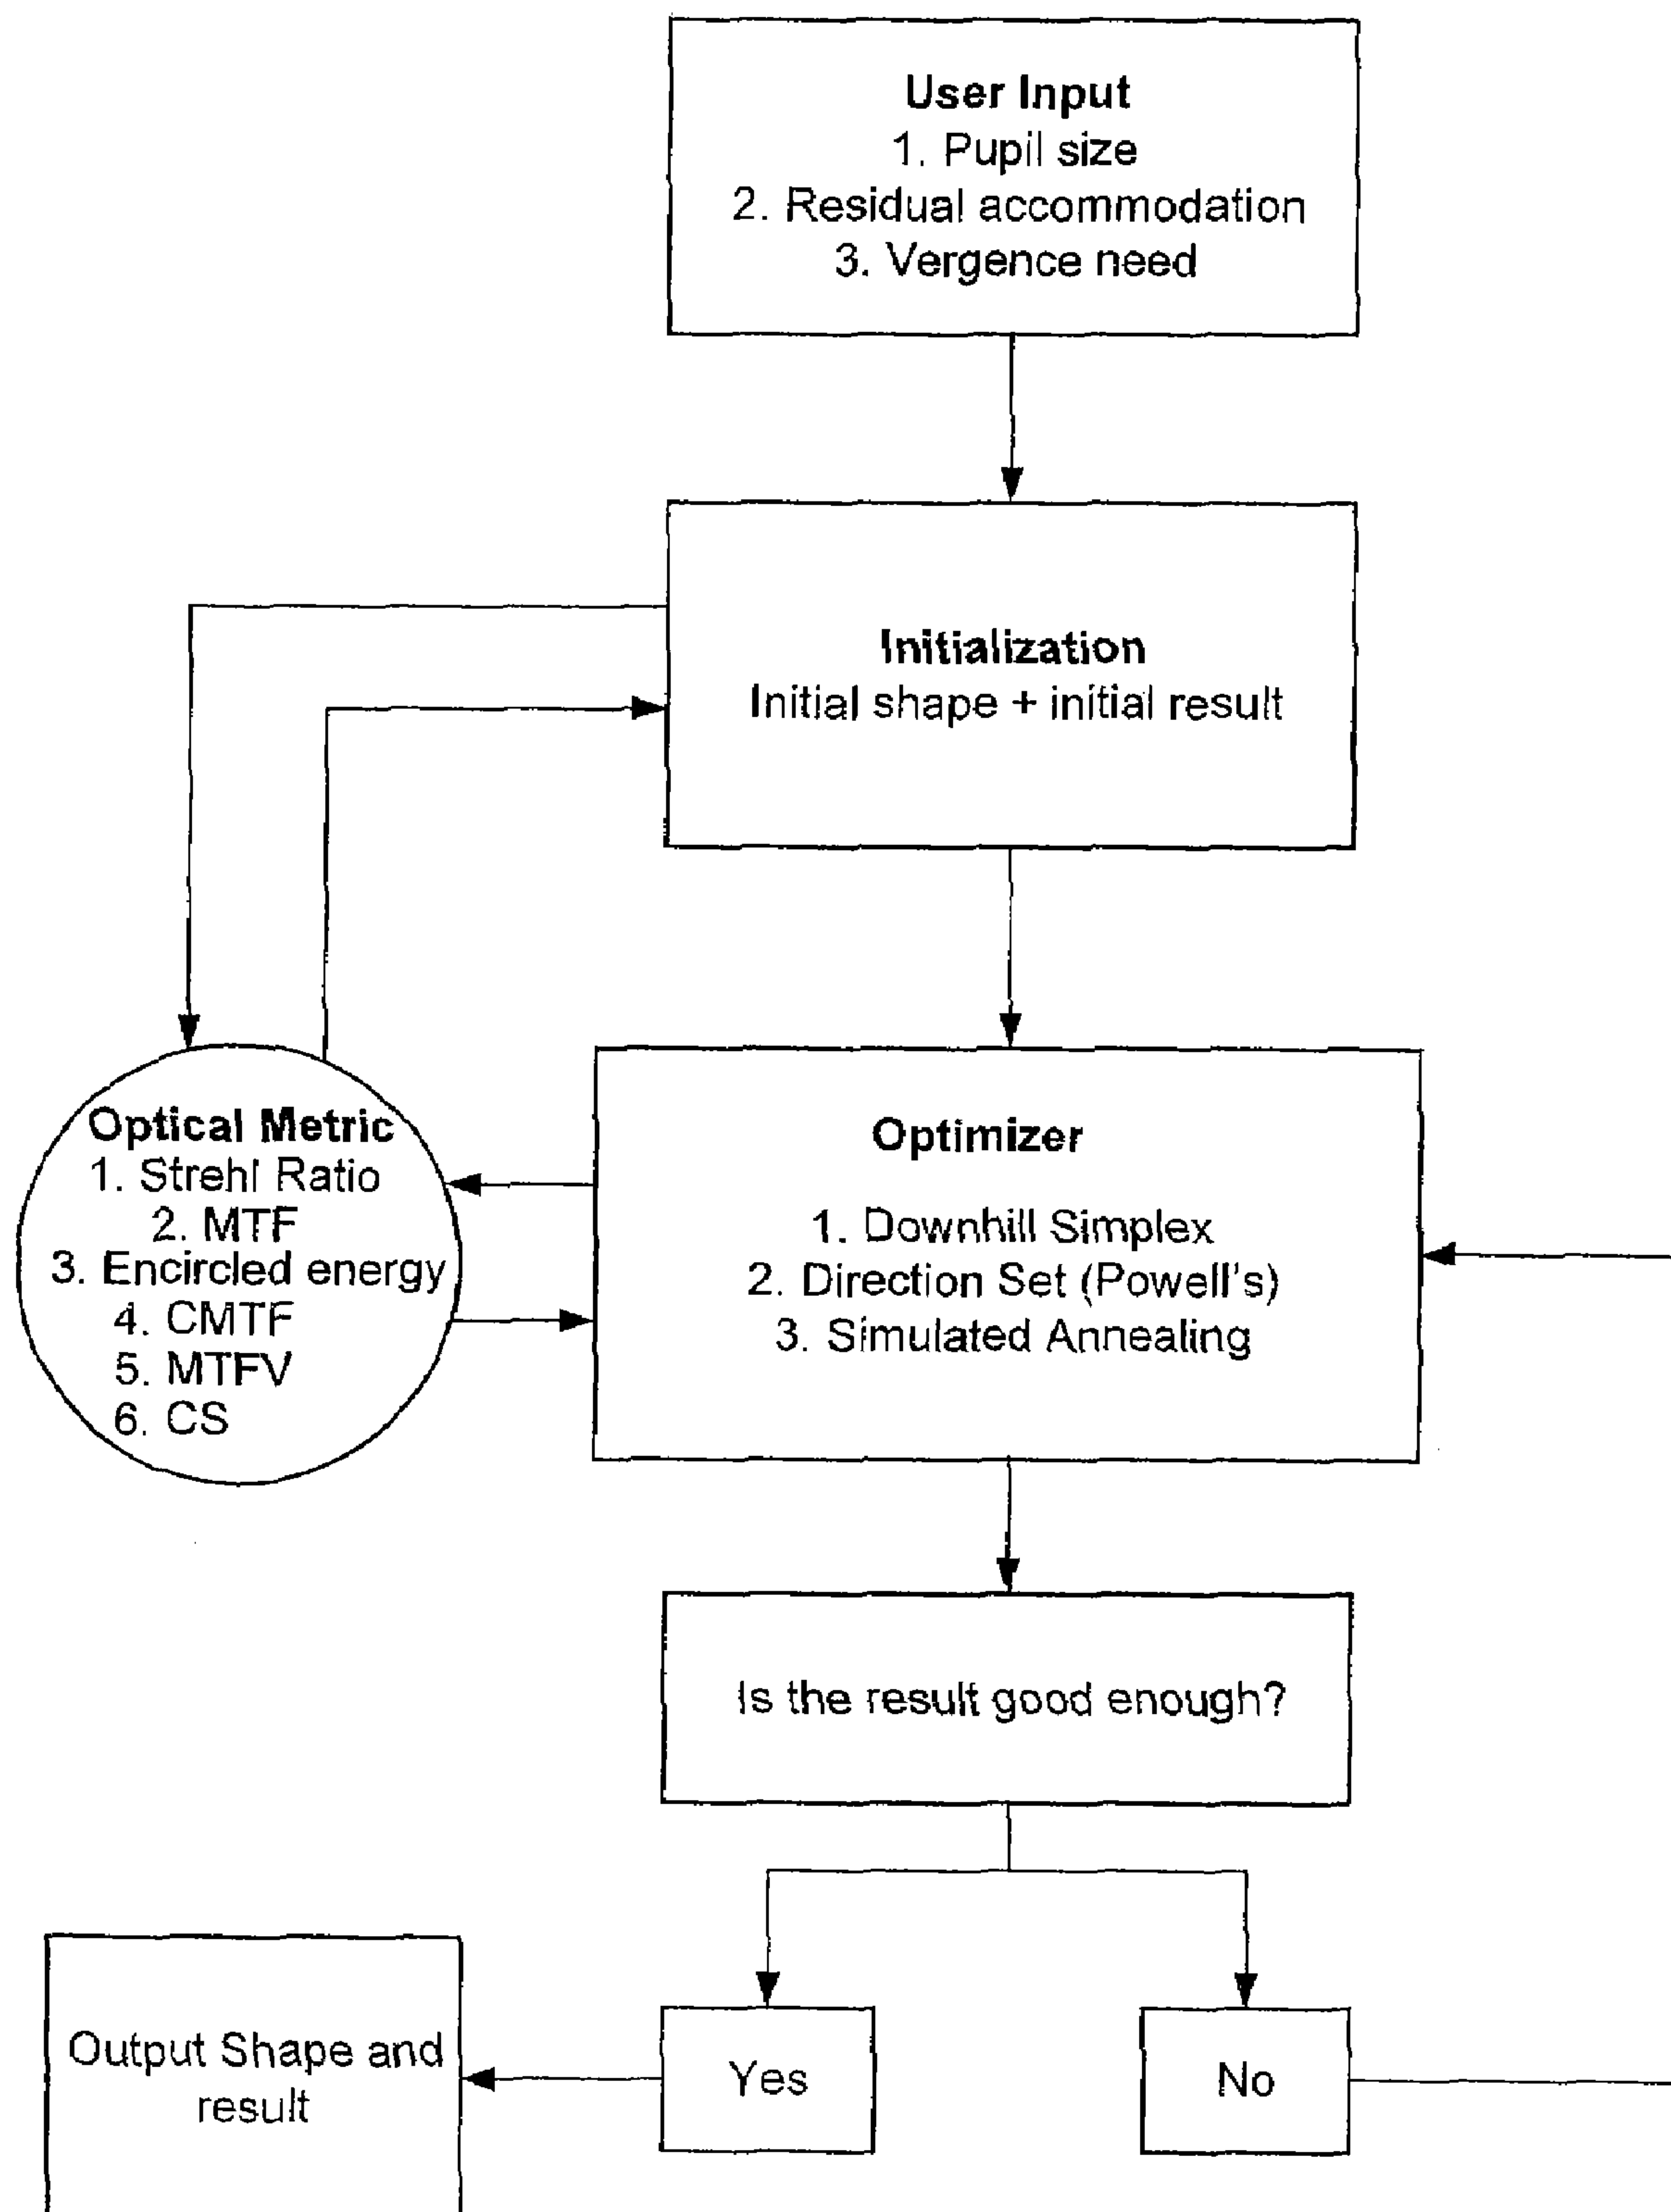 User Input
1. Pupil size
2. Residual accommodation
3. Vergence need
Initialization
Initial shape + initial result
Optical Metric
1. Strehl Ratio
2. MTF
3. Encircled energy
4. CMTF
5. MTFV
6. CS
Optimizer
1. Downhill Simplex
2. Direction Set (Powell's)
3. Simulated Annealing
Is the result good enough?
Output Shape and
result
Yes
No